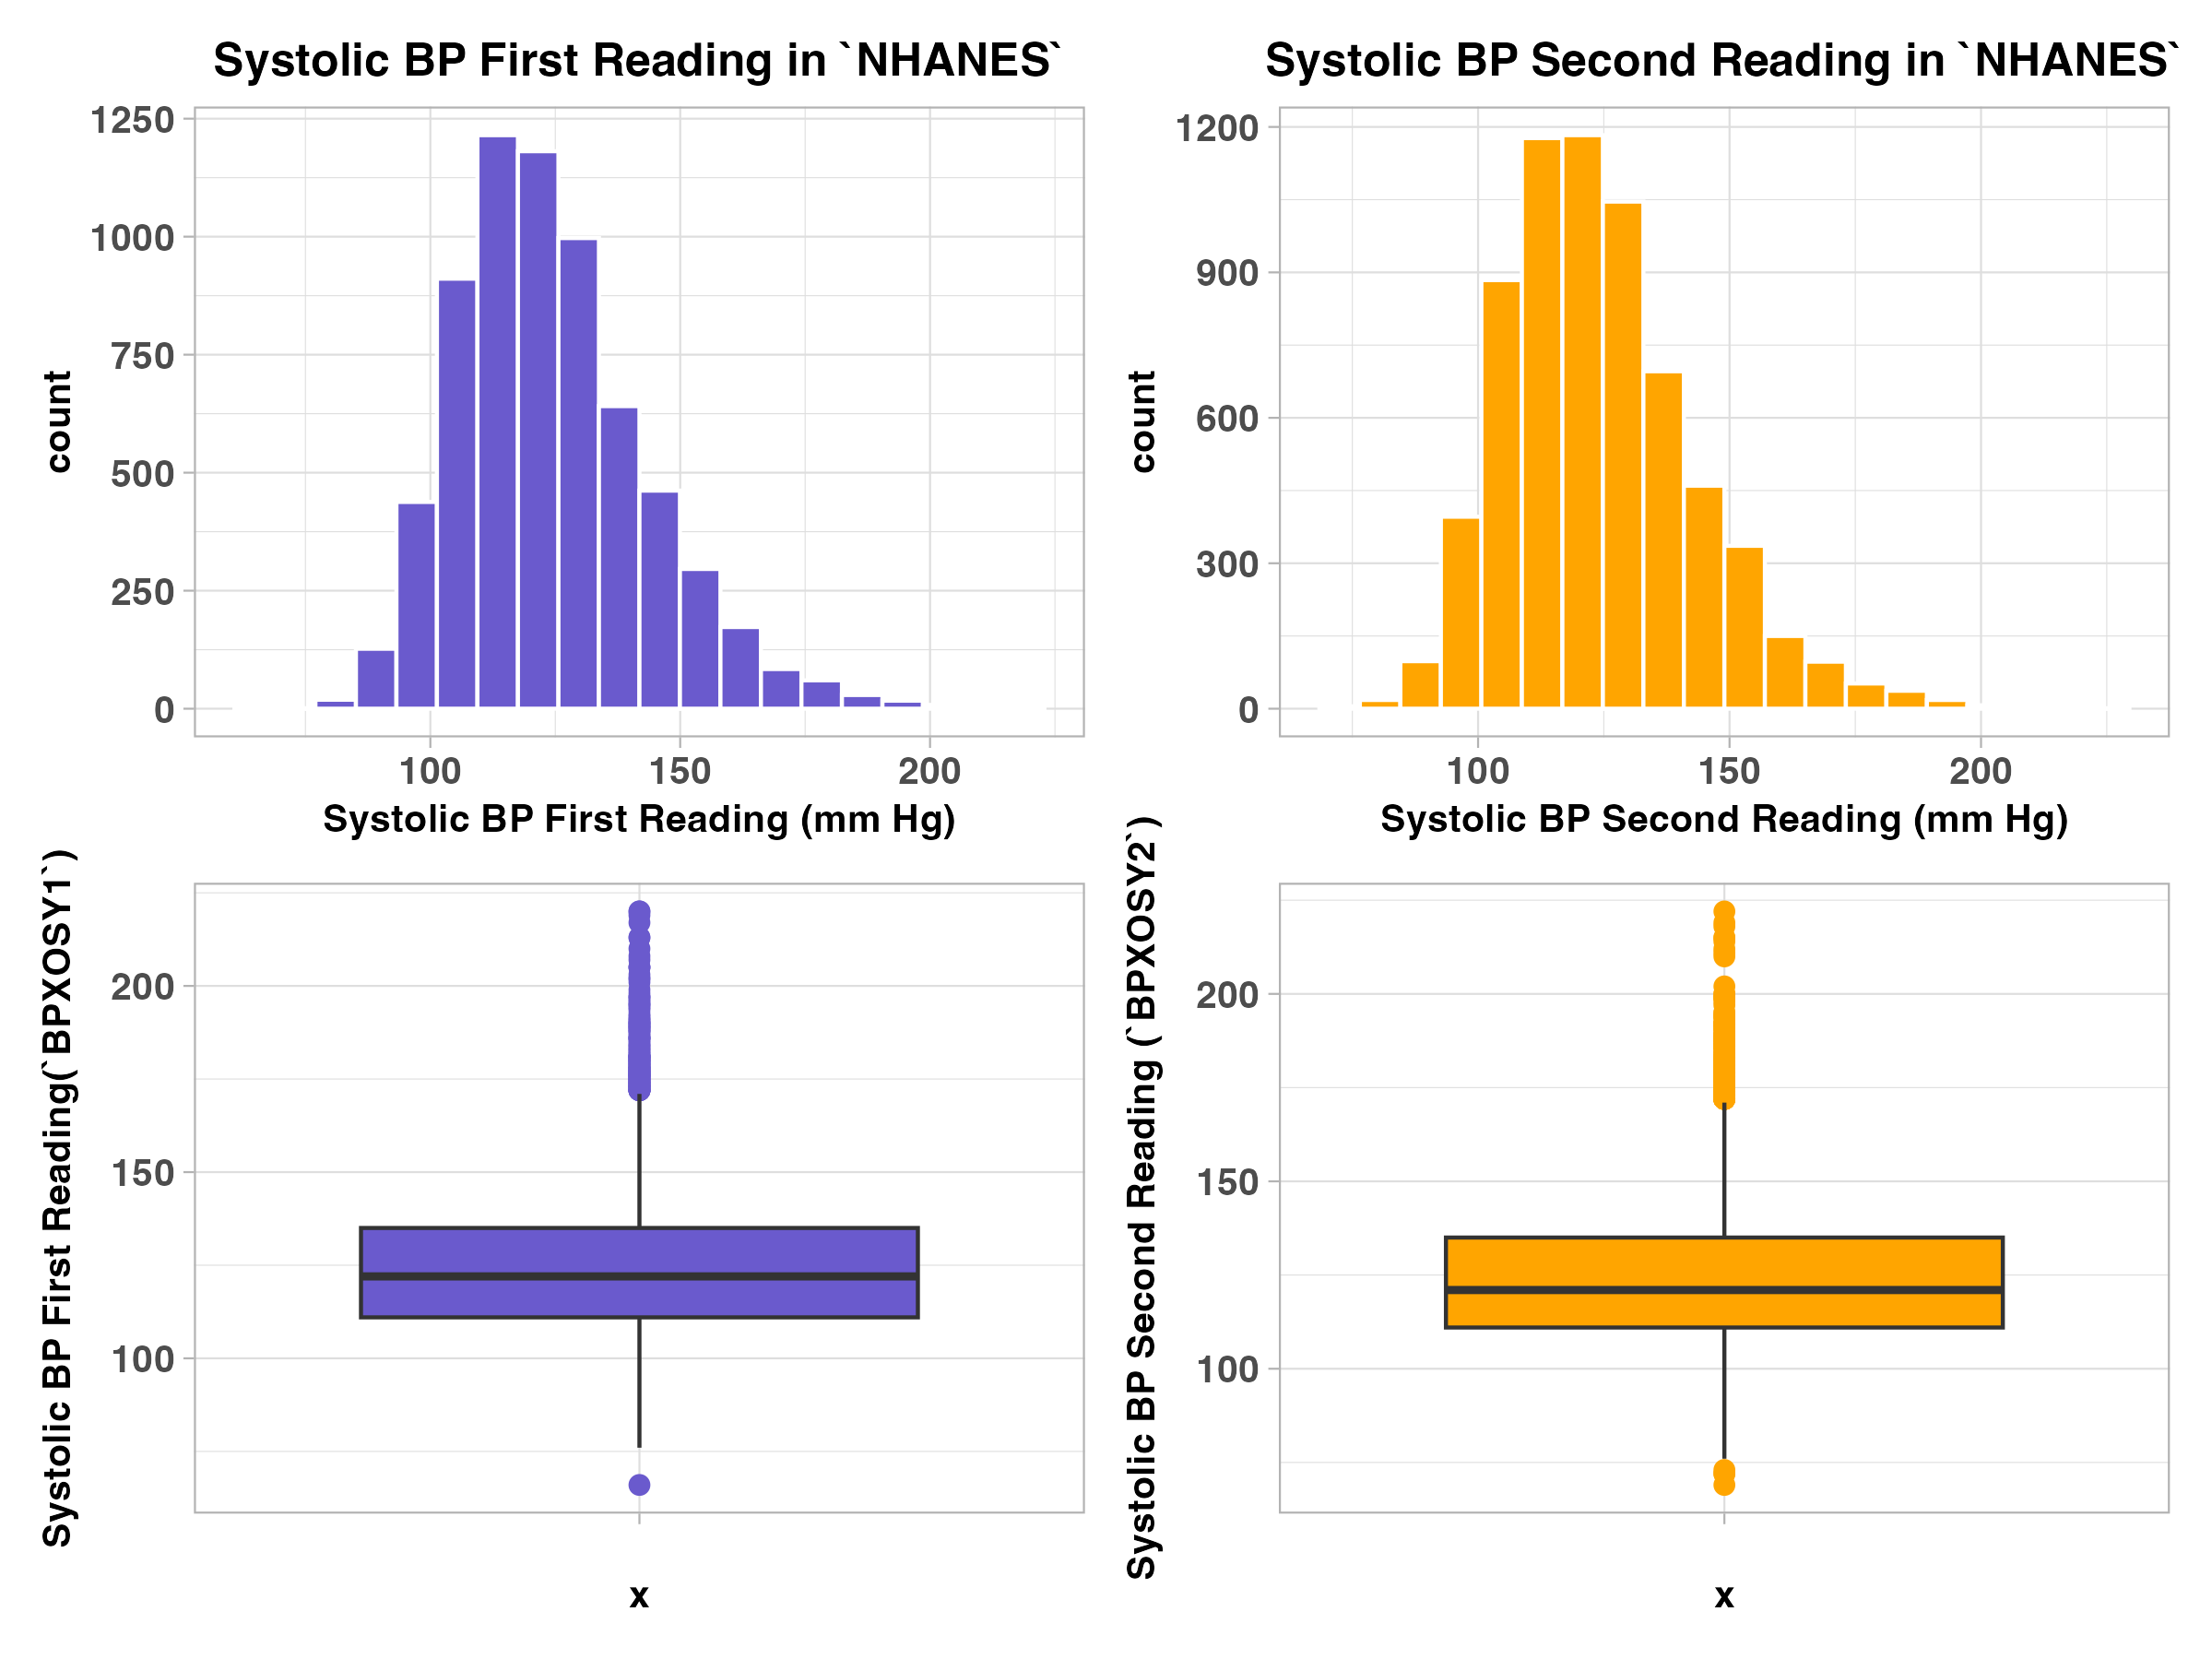 Systolic BP First Reading in `NHANES`
1250
1000
750
500
250
0
count
100 150 200
Systolic BP First Reading (mm Hg)
Systolic BP Second Reading in `NHANES`
1200
900
600
300
0
count
100 150 200
Systolic BP Second Reading (mm Hg)
Systolic BP First Reading(`BPXOSY1`)
200
150
100
x
Systolic BP Second Reading (`BPXOSY2`)
200
150
100
x